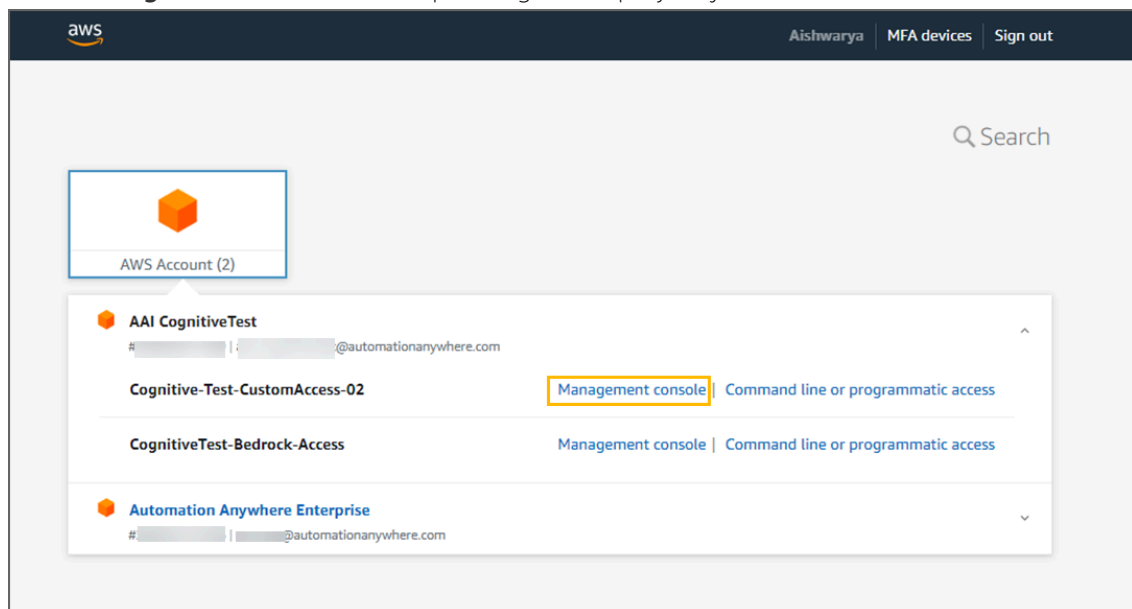 aws
Aishwarya | MFA devices | Sign out
Search
AWS Account (2)
AAI CognitiveTest
# | @automationanywhere.com
Cognitive-Test-CustomAccess-02 Management console | Command line or programmatic access
CognitiveTest-Bedrock-Access Management console | Command line or programmatic access
Automation Anywhere Enterprise
# | @automationanywhere.com